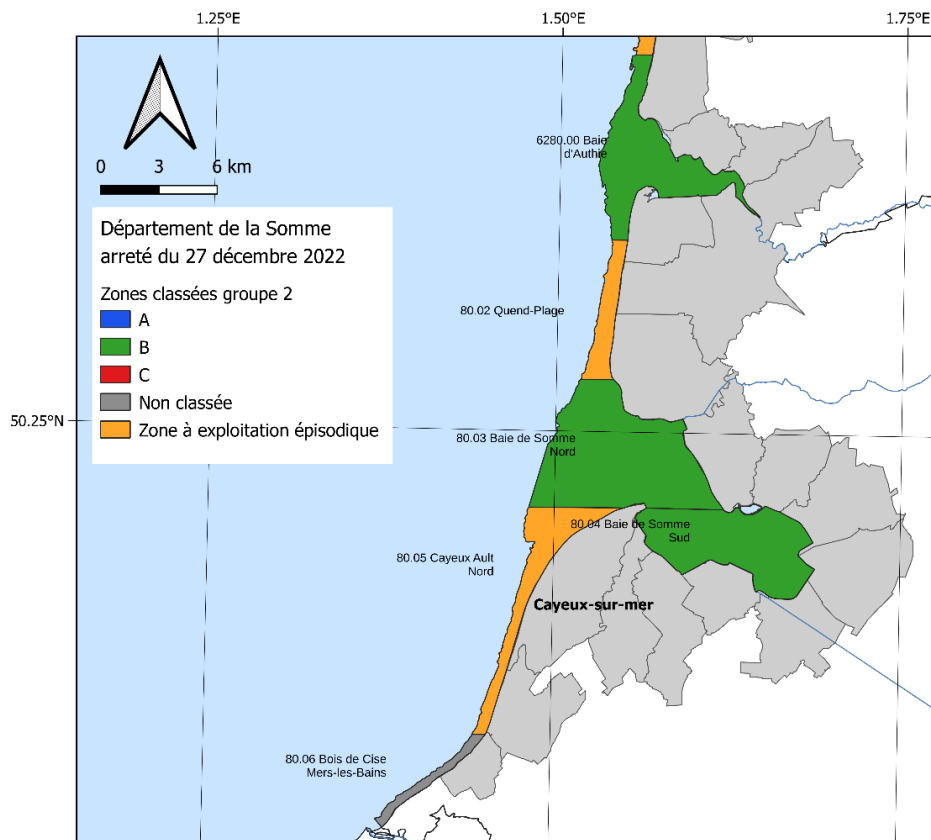 1.25°E 1.50°E 1.75°E
0 3 6 km
6280.00 Baie
d'Authie
Département de la Somme
arreté du 27 décembre 2022
Zones classées groupe 2
A
B
C
Non classée
Zone à exploitation épisodique
80.02 Quend-Plage
50.25°N
80.03 Baie de Somme
Nord
80.04 Baie de Somme
Sud
80.05 Cayeux Ault
Nord
Cayeux-sur-mer
80.06 Bois de Cise
Mers-les-Bains